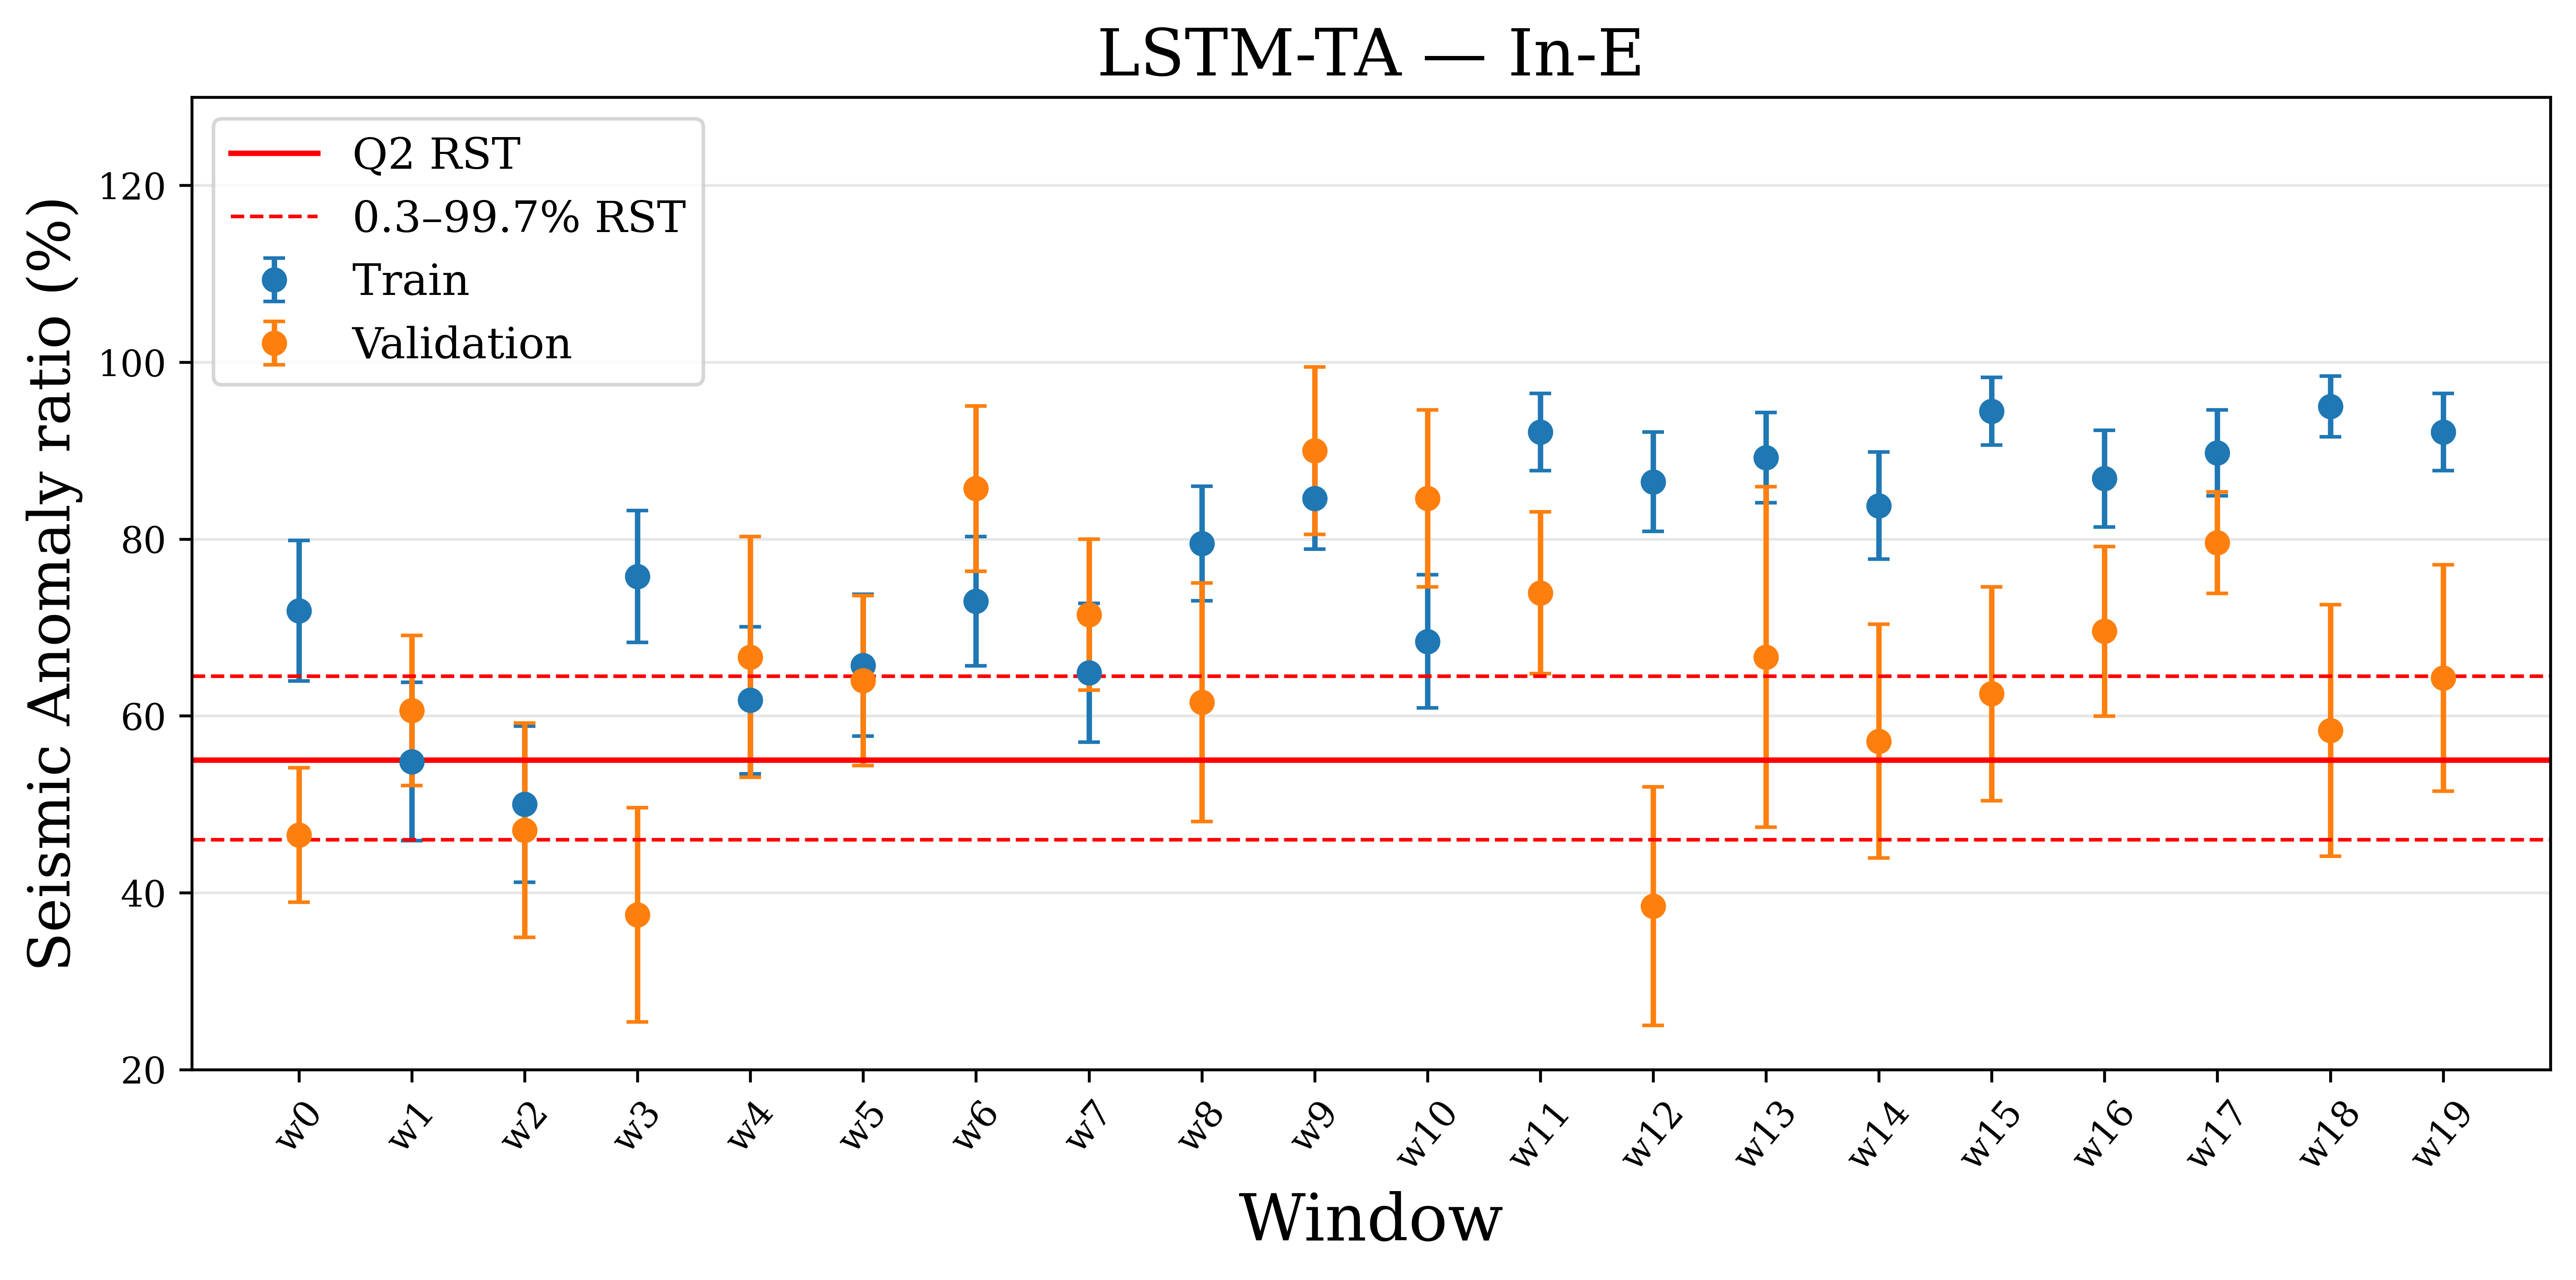 LSTM-TA — In-E
Q2 RST
0.3–99.7% RST
Train
Validation
Seismic Anomaly ratio (%)
120
100
80
60
40
20
w0 w1 w2 w3 w4 w5 w6 w7 w8 w9 w10 w11 w12 w13 w14 w15 w16 w17 w18 w19
Window